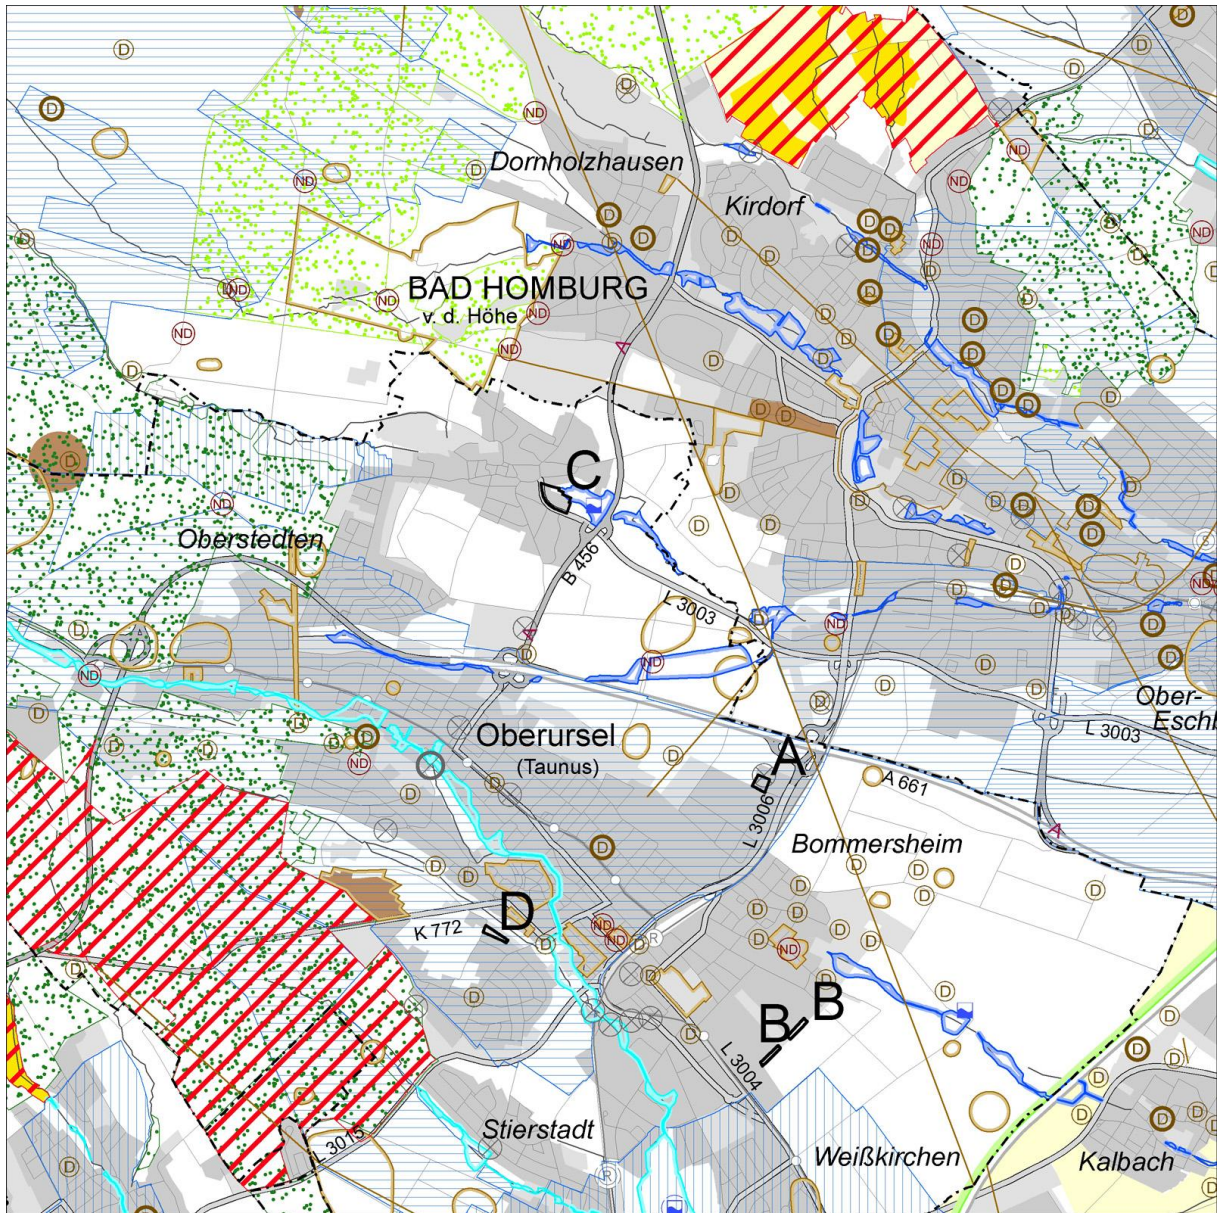 Dornholzhausen
Kirdorf
BAD HOMBURG
v. d. Höhe
C
Oberstedten
B 456
L 3003
Ober-
Eschb
L 3003
Oberursel
(Taunus)
A
A 661
L 3006
Bommersheim
D
K 772
B
B
L 3004
Stierstadt
L 3015
Weißkirchen
Kalbach